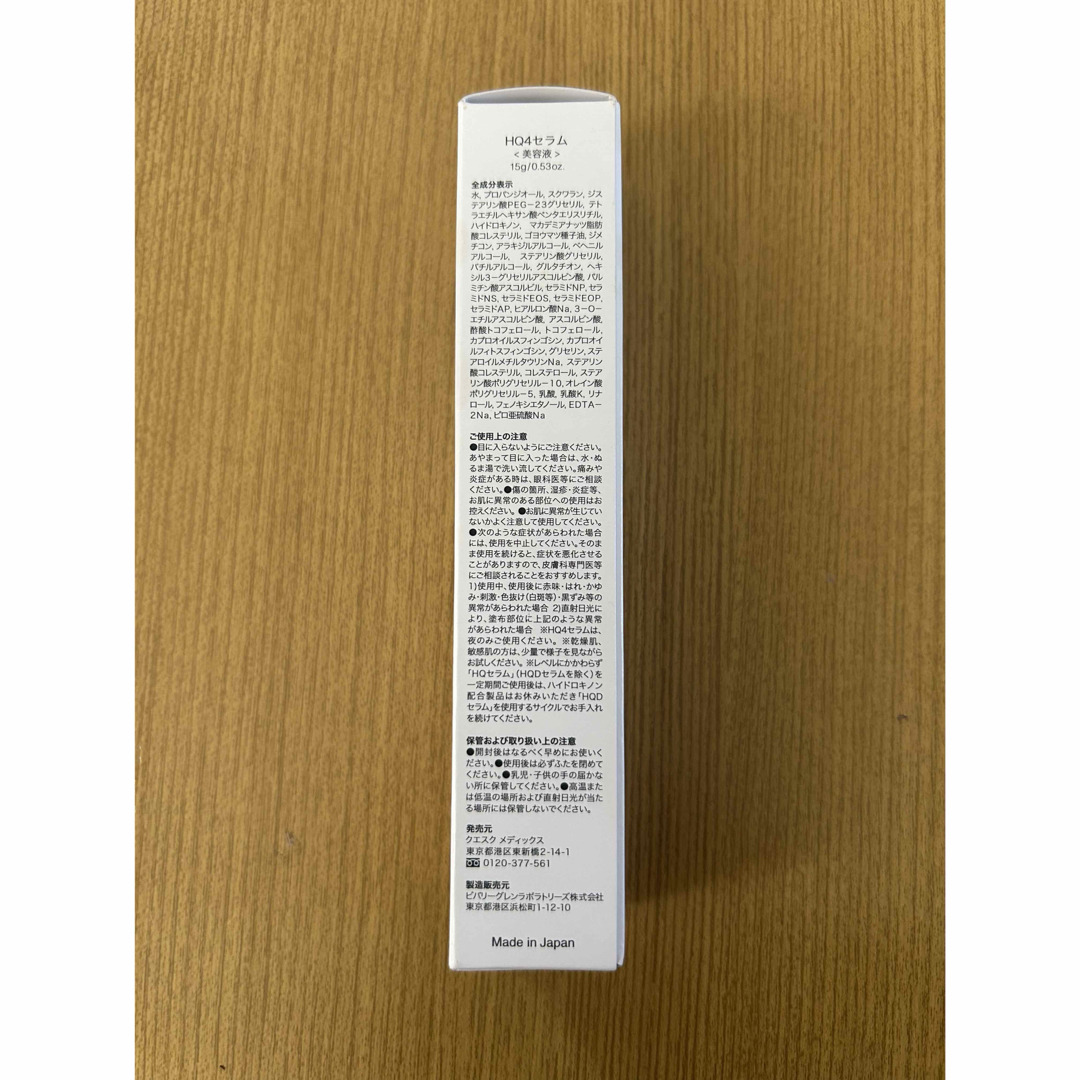 HQ4セラム
<美容液>
15g/0.53oz.
全成分表示
水, プロパンジオール, スクワラン, ジス
テアリン酸PEG-23グリセリル, テト
ラエチルヘキサン酸ペンタエリスリチル,
ハイドロキノン, マカデミアナッツ脂肪
酸コレステリル, ゴヨウマツ種子油, ジメ
チコン, アラキジルアルコール, ベヘニル
アルコール, ステアリン酸グリセリル,
バチルアルコール, グルタチオン, ヘキ
シル3-グリセリルアスコルビン酸, パル
ミチン酸アスコルビル, セラミドNP, セラ
ミドNS, セラミドEOS, セラミドEOP,
セラミドAP, ヒアルロン酸Na, 3-O-
エチルアスコルビン酸, アスコルビン酸,
酢酸トコフェロール, トコフェロール,
カプロオイルスフィンゴシン, カプロオイ
ルフィトスフィンゴシン, グリセリン, ステ
アロイルメチルタウリンNa, ステアリン
酸コレステリル, コレステロール, ステア
リン酸ポリグリセリル-10, オレイン酸
ポリグリセリル-5, 乳酸, 乳酸K, リナ
ロール, フェノキシエタノール, EDTA-
2Na, ピロ亜硫酸Na
ご使用上の注意
●目に入らないようにご注意ください。
あやまって目に入った場合は、水・ぬ
るま湯で洗い流してください。痛みや
炎症がある時は、眼科医等にご相談
ください。●傷の箇所、湿疹・炎症等、
お肌に異常のある部位への使用はお
控えください。●お肌に異常が生じてい
ないかよく注意して使用してください。
●次のような症状があらわれた場合
には、使用を中止してください。そのま
ま使用を続けると、症状を悪化させる
ことがありますので、皮膚科専門医等
にご相談されることをおすすめします。
1)使用中、使用後に赤味・はれ・かゆ
み・刺激・色抜け(白斑等)・黒ずみ等の
異常があらわれた場合 2)直射日光に
より、塗布部位に上記のような異常
があらわれた場合 ※HQ4セラムは、
夜のみご使用ください。※乾燥肌、
敏感肌の方は、少量で様子を見ながら
お試しください。※レベルにかかわらず
「HQセラム」(HQDセラムを除く)を
一定期間ご使用後は、ハイドロキノン
配合製品はお休みいただき「HQD
セラム」を使用するサイクルでお手入れ
を続けてください。
保管および取り扱い上の注意
●開封後はなるべく早めにお使いく
ださい。●使用後は必ずふたを閉めて
ください。●乳児・子供の手の届かな
い所に保管してください。●高温また
は低温の場所および直射日光が当た
る場所には保管しないでください。
発売元
クエスク メディックス
東京都港区東新橋2-14-1
0120-377-561
製造販売元
ビバリーグレンラボラトリーズ株式会社
東京都港区浜松町1-12-10
Made in Japan